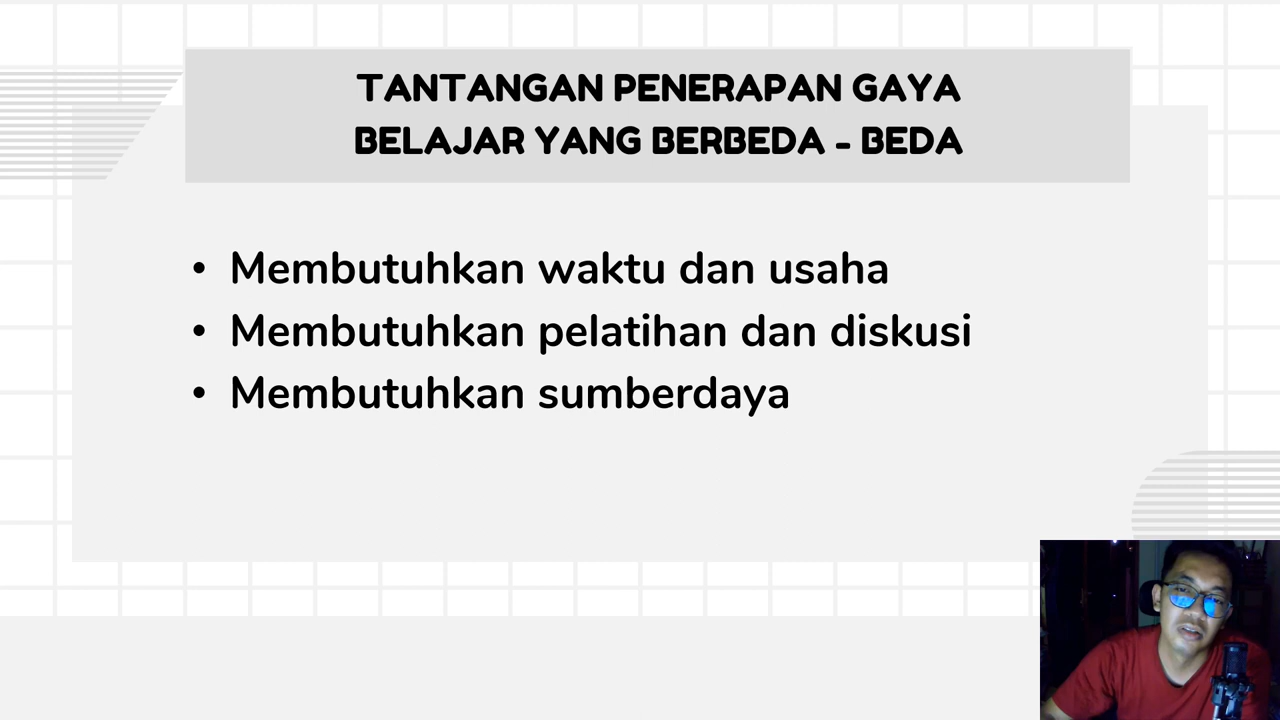 TANTANGAN PENERAPAN GAYA
BELAJAR YANG BERBEDA - BEDA
• Membutuhkan waktu dan usaha
• Membutuhkan pelatihan dan diskusi
• Membutuhkan sumberdaya